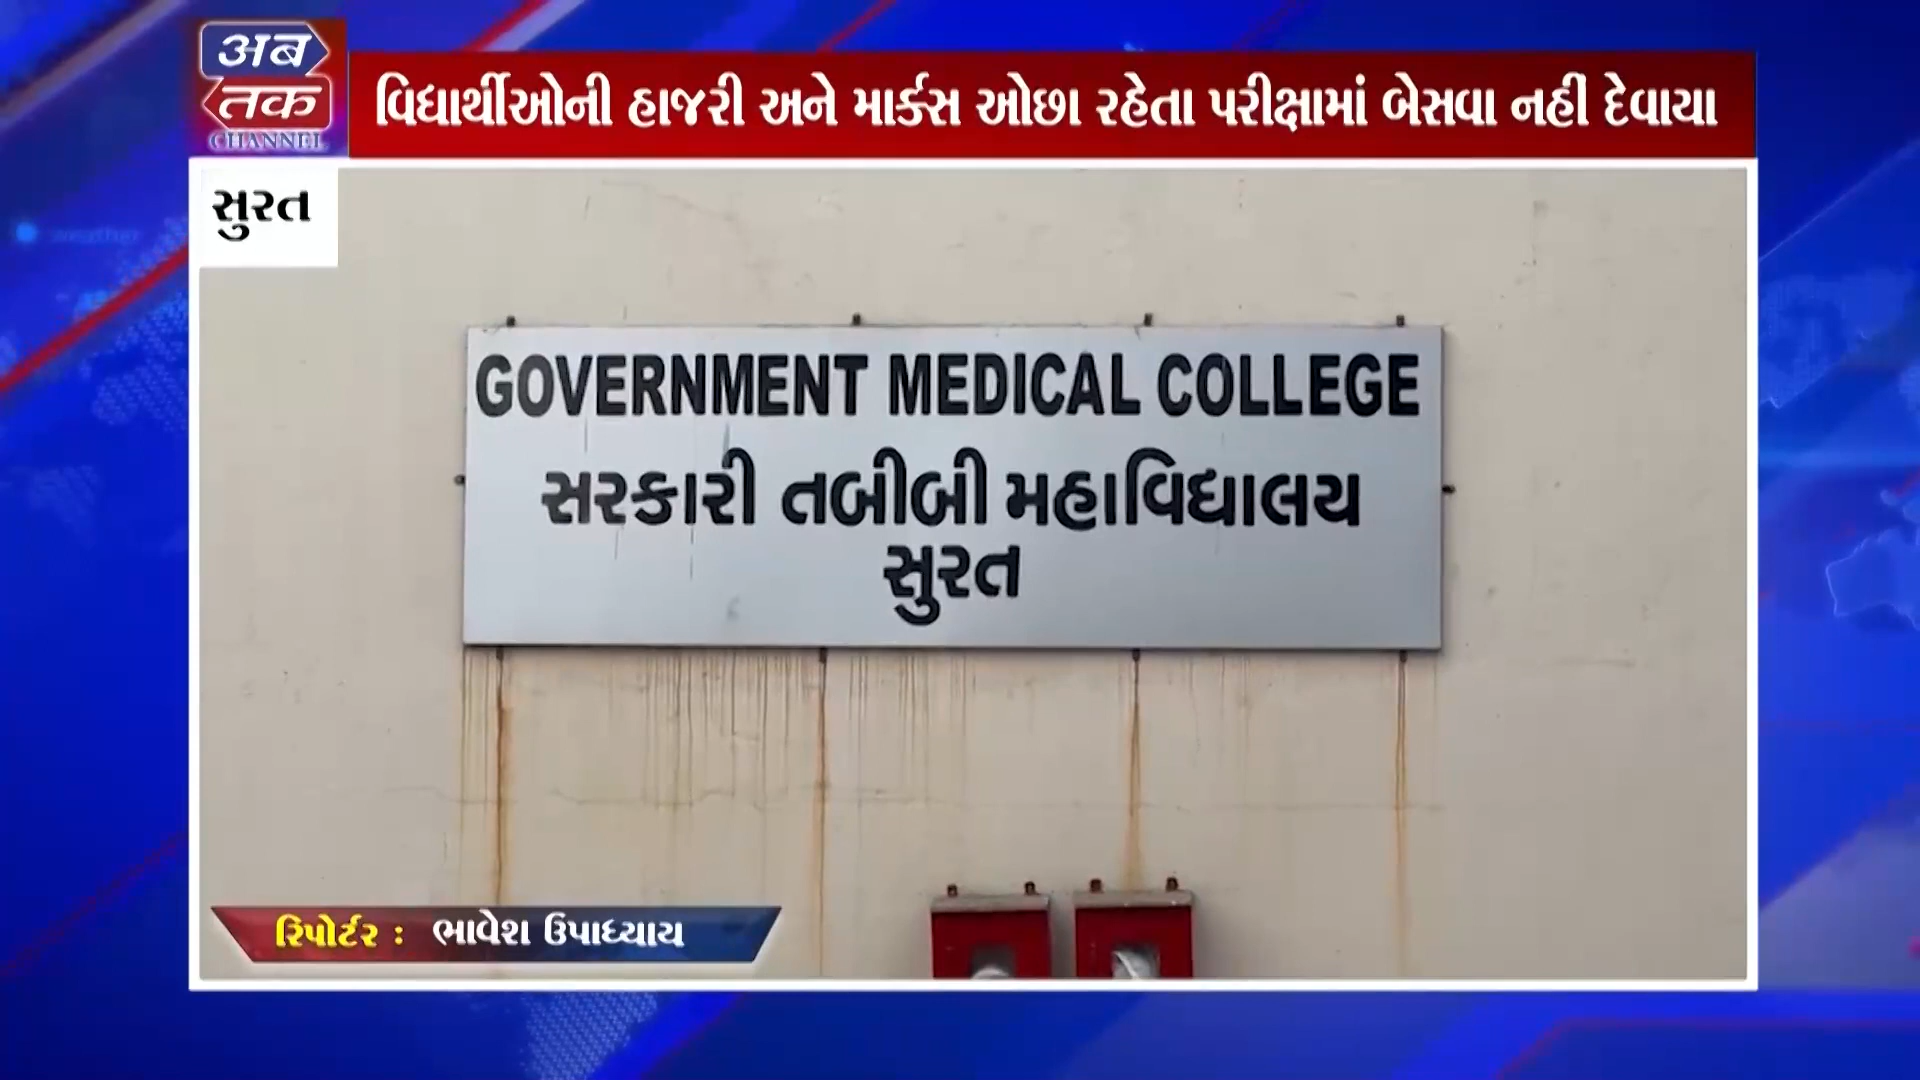 अब
तक
CHANNEL
વિદ્યાર્થીઓની હાજરી અને માર્ક્સ ઓછા રહેતા પરીક્ષામાં બેસવા નહીં દેવાયા
સુરત
GOVERNMENT MEDICAL COLLEGE
સરકારી તબીબી મહાવિદ્યાલય
સુરત
રિપોર્ટર : ભાવેશ ઉપાધ્યાય